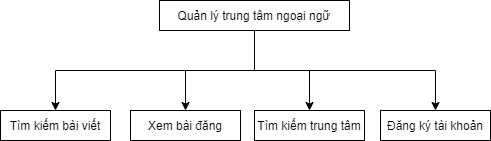 Quản lý trung tâm ngoại ngữ
Tìm kiếm bài viết
Xem bài đăng
Tìm kiếm trung tâm
Đăng ký tài khoản